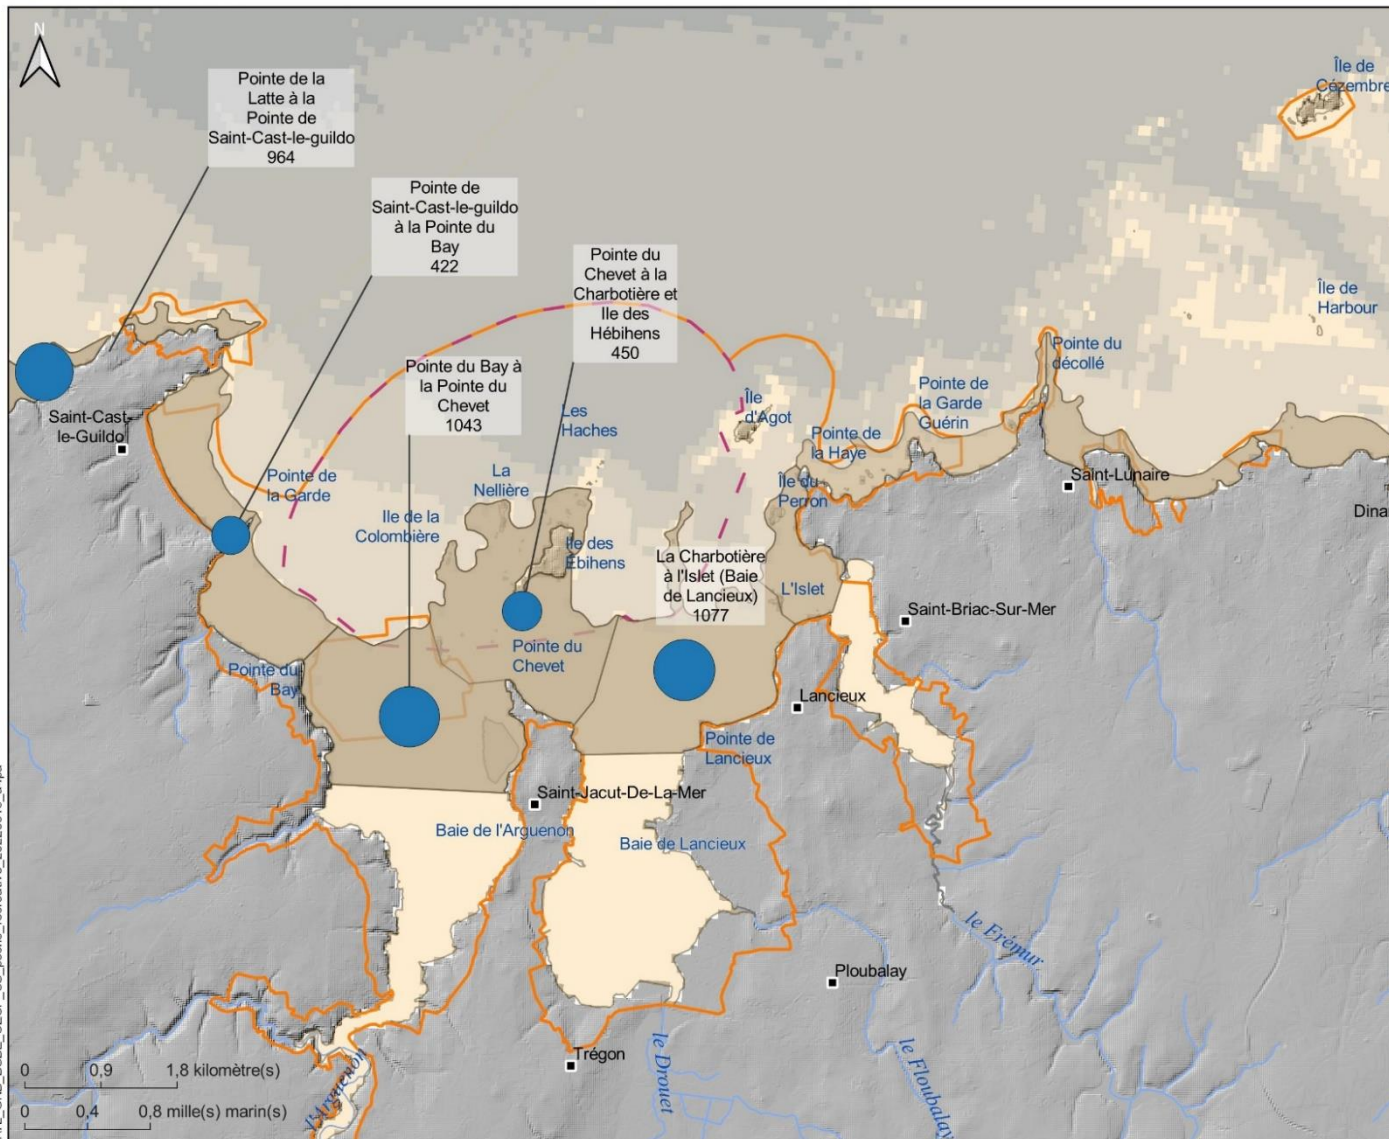 N
Pointe de la
Latte à la
Pointe de
Saint-Cast-le-guildo
964
Pointe de
Saint-Cast-le-guildo
à la Pointe du
Bay
422
Pointe du
Chevet à la
Charbotière et
Ile des
Hébihens
450
Pointe du Bay à
la Pointe du
Chevet
1043
La Charbotière
à l'Islet (Baie
de Lancieux)
1077
Île de
Cézembre
Île de
Harbour
Pointe du
décollé
Pointe de
la Garde
Guérin
Île
d'Agot
Pointe de
la Haye
Île du
Perron
Les
Haches
La
Nellière
Saint-Cast-
le-Guildo
Pointe de
la Garde
Ile de la
Colombière
Ile des
Ebihens
Saint-Lunaire
Dinar
L'Islet
Saint-Briac-Sur-Mer
Pointe du
Chevet
Pointe du
Bay
Lancieux
Pointe de
Lancieux
Saint-Jacut-De-La-Mer
Baie de l'Arguenon
Baie de Lancieux
le Frémur
Ploubalay
Trégon
le Drouet
le Floubalay
l'Arguenon
0 0,9 1,8 kilomètre(s)
0 0,4 0,8 mille(s) marin(s)